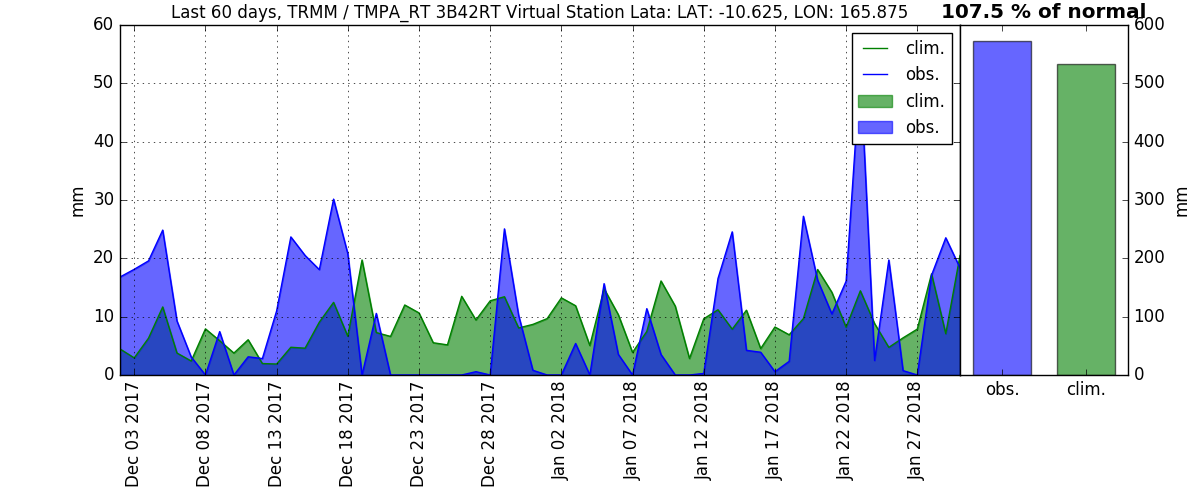 Last 60 days, TRMM / TMPA_RT 3B42RT Virtual Station Lata: LAT: -10.625, LON: 165.875
107.5 % of normal
mm
60
50
40
30
20
10
0
clim.
obs.
clim.
obs.
Dec 03 2017
Dec 08 2017
Dec 13 2017
Dec 18 2017
Dec 23 2017
Dec 28 2017
Jan 02 2018
Jan 07 2018
Jan 12 2018
Jan 17 2018
Jan 22 2018
Jan 27 2018
600
500
400
300
200
100
0
mm
obs.
clim.